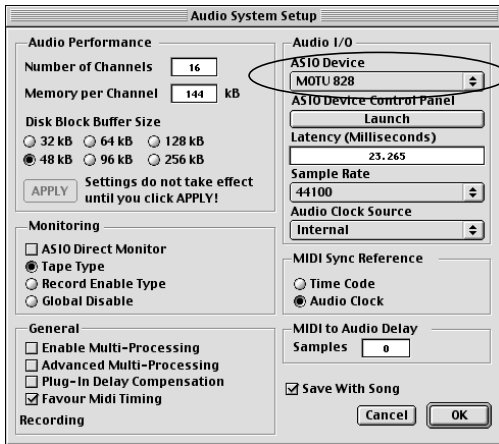 Audio System Setup
Audio Performance
Number of Channels 16
Memory per Channel 144 kB
Disk Block Buffer Size
32 kB 64 kB 128 kB
48 kB 96 kB 256 kB
APPLY Settings do not take effect
until you click APPLY!
Monitoring
ASIO Direct Monitor
Tape Type
Record Enable Type
Global Disable
General
Enable Multi-Processing
Advanced Multi-Processing
Plug-In Delay Compensation
Favour Midi Timing
Recording
Audio I/O
ASIO Device
MOTU 828
ASIO Device Control Panel
Launch
Latency (Milliseconds)
23.265
Sample Rate
44100
Audio Clock Source
Internal
MIDI Sync Reference
Time Code
Audio Clock
MIDI to Audio Delay
Samples 0
Save With Song
Cancel OK